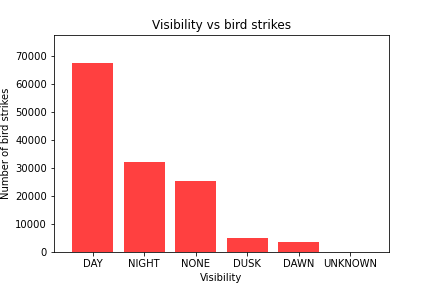 Visibility vs bird strikes
Number of bird strikes
70000
60000
50000
40000
30000
20000
10000
0
DAY NIGHT NONE DUSK DAWN UNKNOWN
Visibility